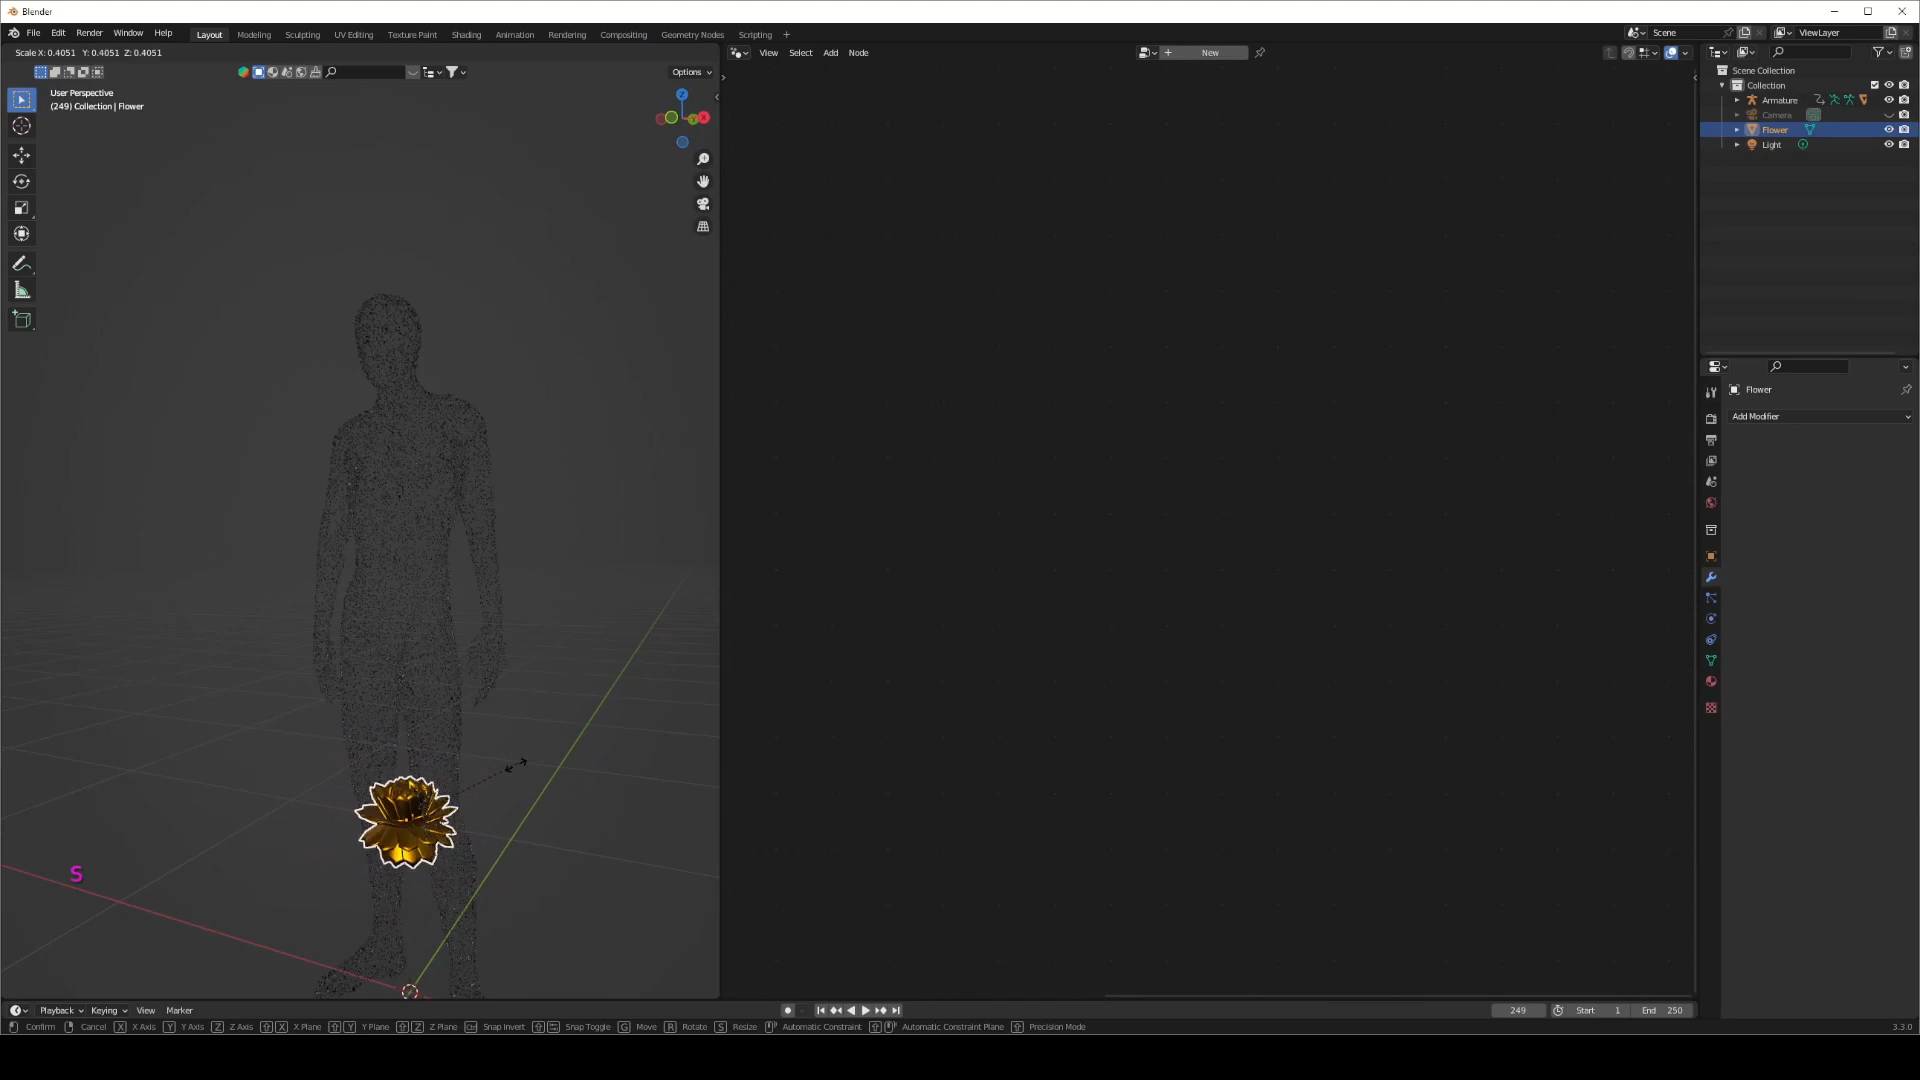 Blender
File Edit Render Window Help Layout Modeling Sculpting UV Editing Texture Paint Shading Animation Rendering Compositing Geometry Nodes Scripting + Scene ViewLayer
Scale X: 0.4051 Y: 0.4051 Z: 0.4051 View Select Add Node New
Options
User Perspective
(249) Collection | Flower
Z
X
Scene Collection
Collection
Armature
Camera
Flower
Light
Flower
Add Modifier
S
Playback Keying View Marker 249 Start 1 End 250
Confirm Cancel X X Axis Y Y Axis Z Z Axis X X Plane Y Y Plane Z Z Plane Snap Invert Snap Toggle G Move R Rotate S Resize Automatic Constraint Automatic Constraint Plane Precision Mode 3.3.0